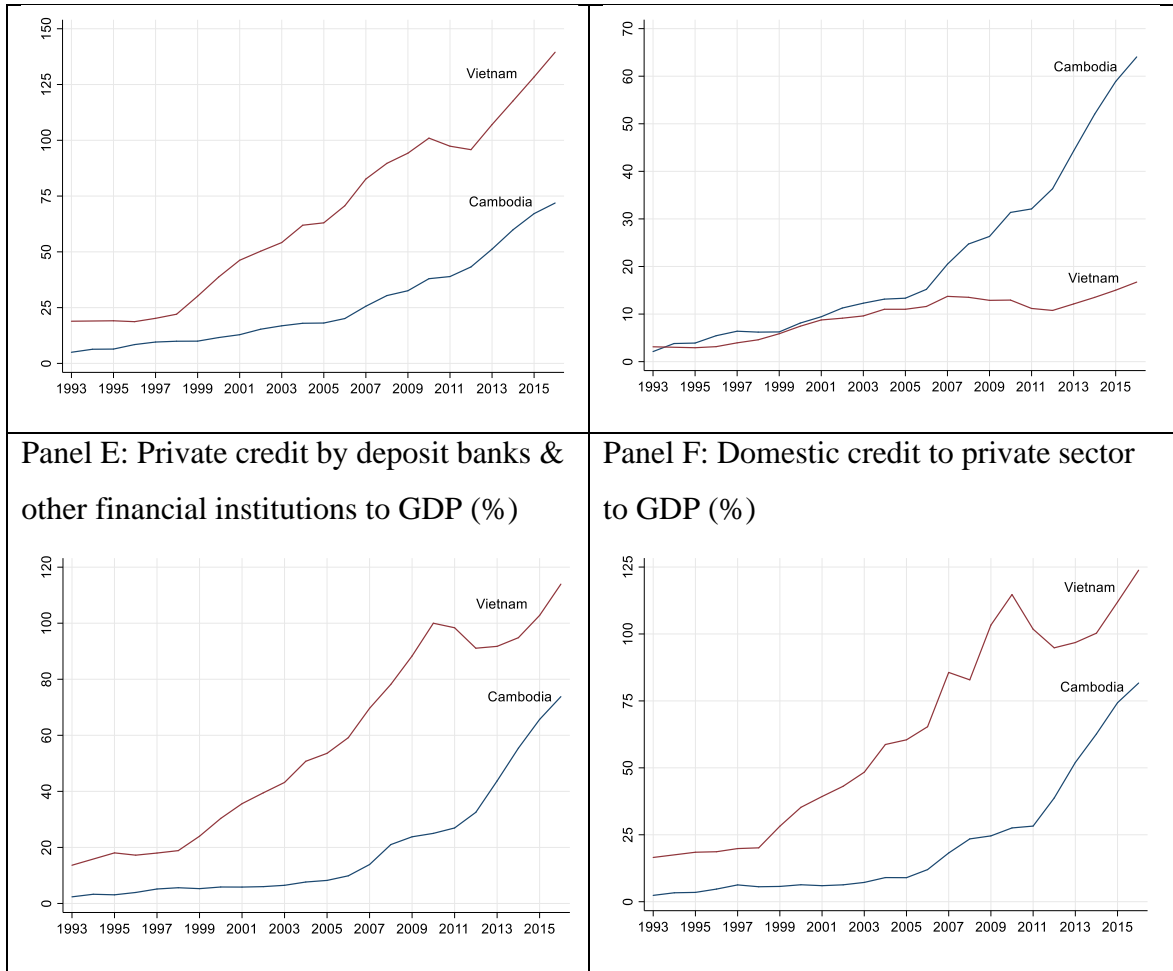 150
125
100
75
50
25
0
Vietnam
Cambodia
1993 1995 1997 1999 2001 2003 2005 2007 2009 2011 2013 2015
70
60
50
40
30
20
10
0
Cambodia
Vietnam
1993 1995 1997 1999 2001 2003 2005 2007 2009 2011 2013 2015
Panel E: Private credit by deposit banks &
other financial institutions to GDP (%)
120
100
80
60
40
20
0
Vietnam
Cambodia
1993 1995 1997 1999 2001 2003 2005 2007 2009 2011 2013 2015
Panel F: Domestic credit to private sector
to GDP (%)
125
100
75
50
25
0
Vietnam
Cambodia
1993 1995 1997 1999 2001 2003 2005 2007 2009 2011 2013 2015